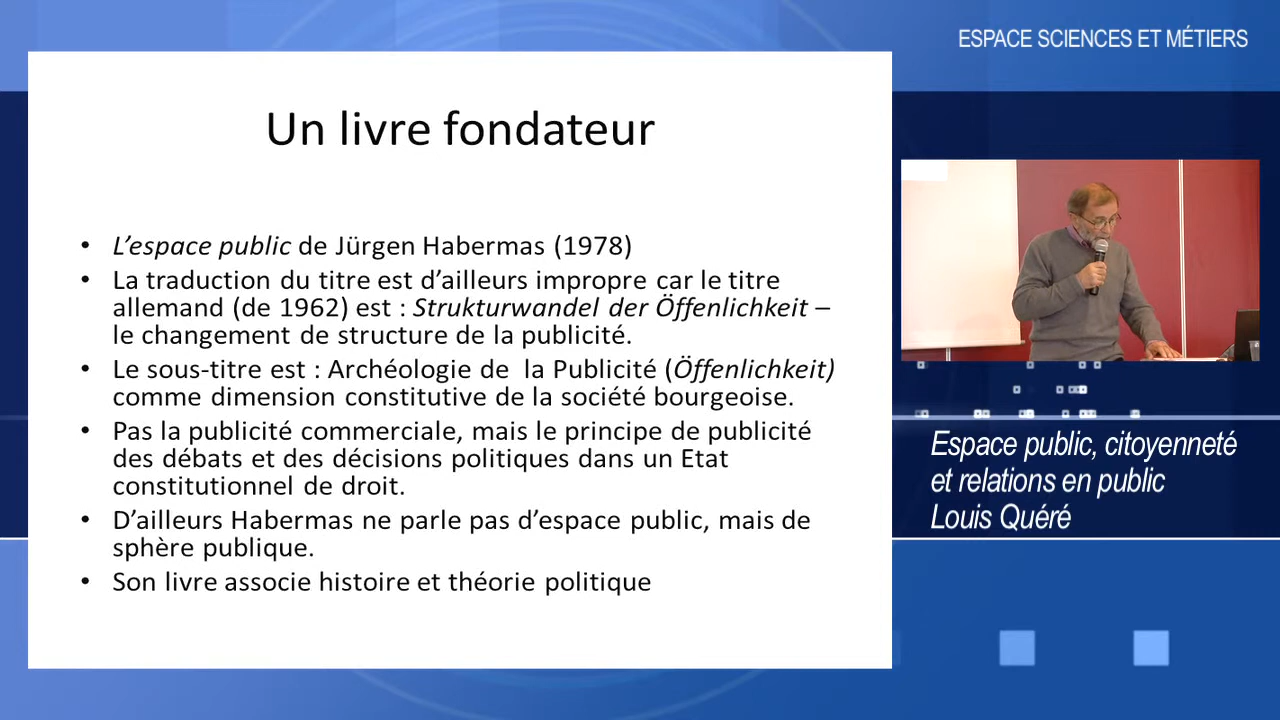 ESPACE SCIENCES ET MÉTIERS
Un livre fondateur
• L’espace public de Jürgen Habermas (1978)
• La traduction du titre est d’ailleurs impropre car le titre
allemand (de 1962) est : Strukturwandel der Öffenlichkeit –
le changement de structure de la publicité.
• Le sous-titre est : Archéologie de la Publicité (Öffenlichkeit)
comme dimension constitutive de la société bourgeoise.
• Pas la publicité commerciale, mais le principe de publicité
des débats et des décisions politiques dans un Etat
constitutionnel de droit.
• D’ailleurs Habermas ne parle pas d’espace public, mais de
sphère publique.
• Son livre associe histoire et théorie politique
Espace public, citoyenneté
et relations en public
Louis Quéré